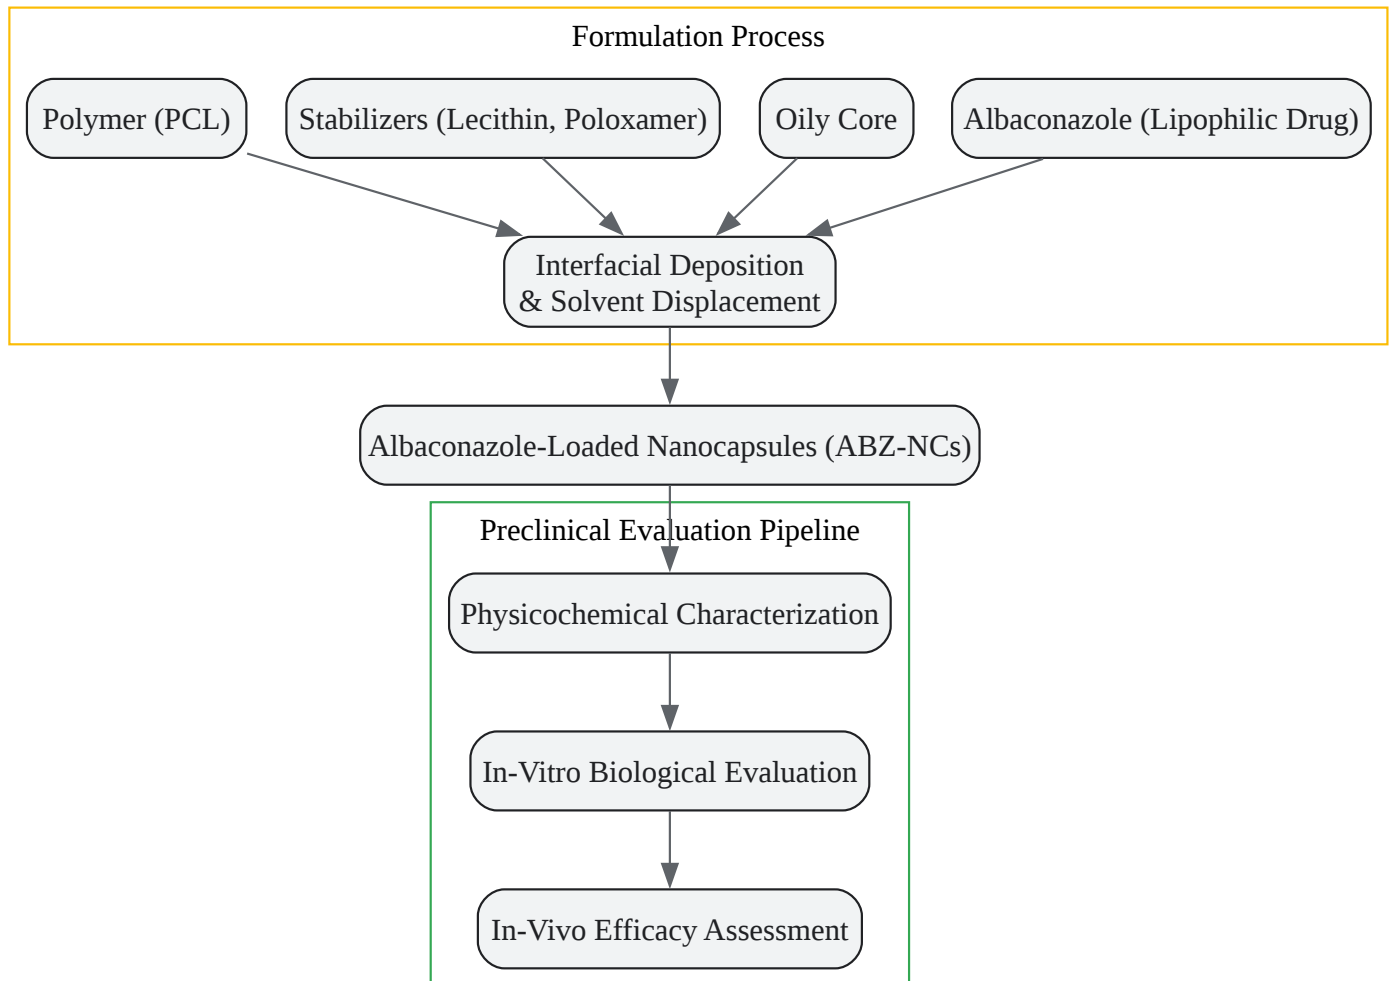 Formulation Process
Polymer (PCL)
Stabilizers (Lecithin, Poloxamer)
Oily Core
Albaconazole (Lipophilic Drug)
Interfacial Deposition
& Solvent Displacement
Albaconazole-Loaded Nanocapsules (ABZ-NCs)
Preclinical Evaluation Pipeline
Physicochemical Characterization
In-Vitro Biological Evaluation
In-Vivo Efficacy Assessment